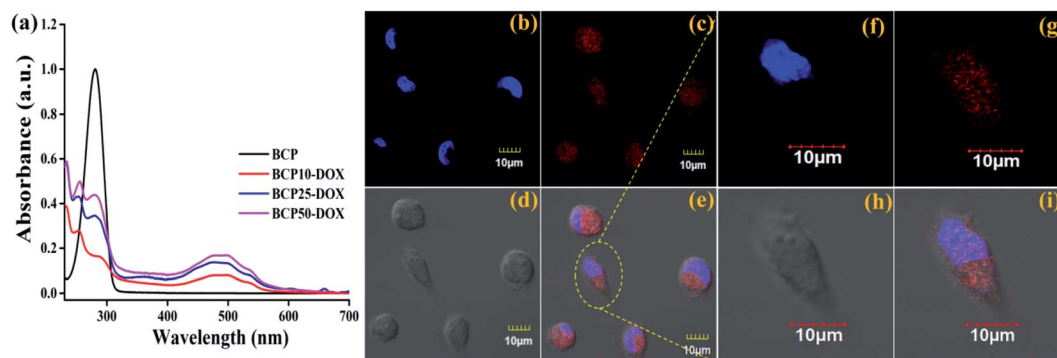 (a)
Absorbance (a.u.)
1.2
1.0
0.8
0.6
0.4
0.2
0.0
BCP
BCP10-DOX
BCP25-DOX
BCP50-DOX
300
400
500
600
700
Wavelength (nm)
(b)
10μm
(c)
10μm
(d)
10μm
(e)
10μm
(f)
10μm
(g)
10μm
(h)
10μm
(i)
10μm